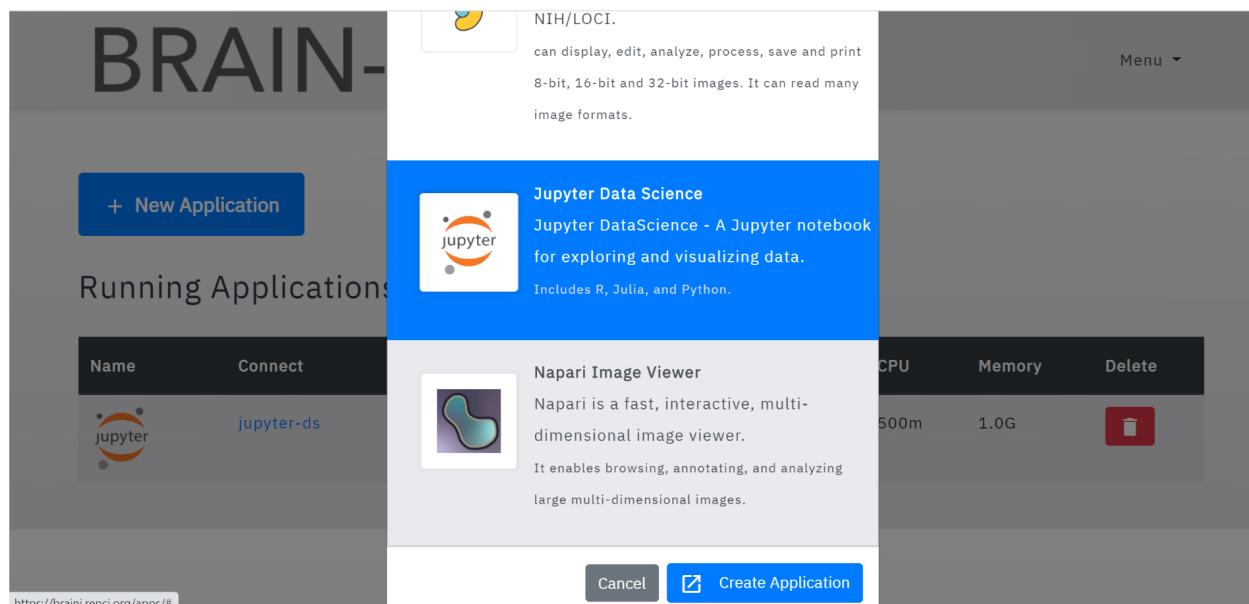 BRAIN-
Menu
+ New Application
Running Applications
Name Connect CPU Memory Delete
jupyter jupyter-ds 500m 1.0G
NIH/LOCI.
can display, edit, analyze, process, save and print
8-bit, 16-bit and 32-bit images. It can read many
image formats.
jupyter
Jupyter Data Science
Jupyter DataScience - A Jupyter notebook
for exploring and visualizing data.
Includes R, Julia, and Python.
Napari Image Viewer
Napari is a fast, interactive, multi-
dimensional image viewer.
It enables browsing, annotating, and analyzing
large multi-dimensional images.
Cancel Create Application
https://braini.renci.org/apps/#